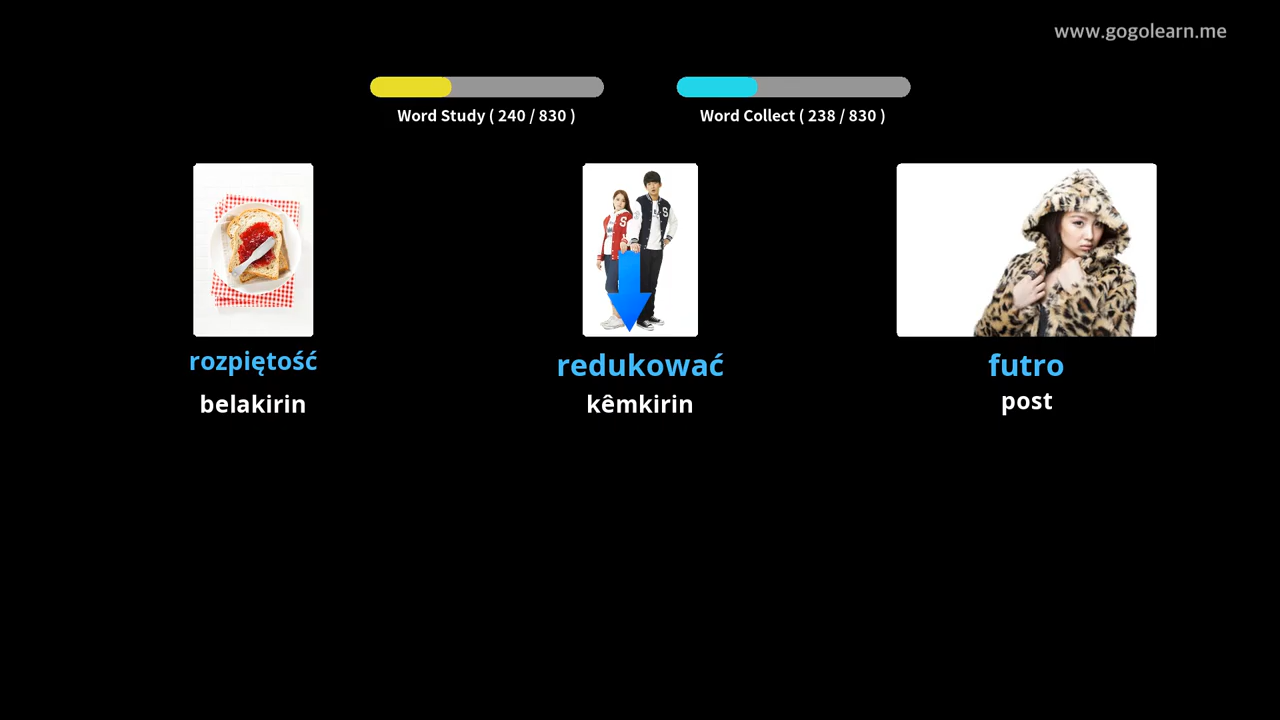 www.gogolearn.me
Word Study ( 240 / 830 )
Word Collect ( 238 / 830 )
S
S
rozpiętość
redukować
futro
belakirin
kêmkirin
post